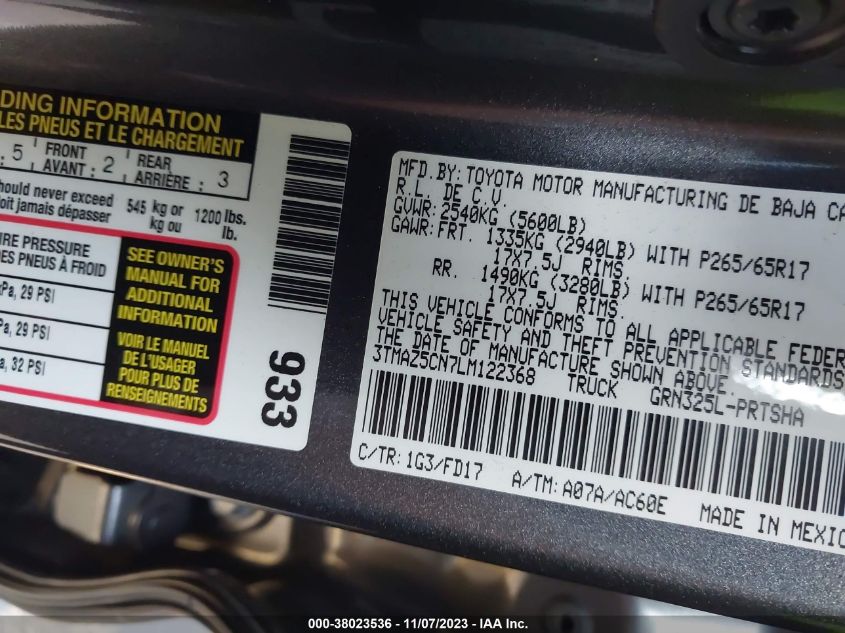 DING INFORMATION
LES PNEUS ET LE CHARGEMENT
: 5 FRONT AVANT : 2 REAR ARRIÈRE : 3
hould never exceed 545 kg or 1200 lbs.
oit jamais dépasser kg ou lb.
IRE PRESSURE
DES PNEUS À FROID
kPa, 29 PSI
Pa, 29 PSI
a, 32 PSI
SEE OWNER'S
MANUAL FOR
ADDITIONAL
INFORMATION
VOIR LE MANUEL
DE L'USAGER
POUR PLUS DE
RENSEIGNEMENTS
933
MFD.BY: TOYOTA MOTOR MANUFACTURING DE BAJA CA
R.L. DE C.V.
GVWR: 2540KG (5600LB)
GAWR: FRT. 1335KG (2940LB) WITH P265/65R17
17X7.5J RIMS.
RR. 1490KG (3280LB) WITH P265/65R17
17X7.5J RIMS.
THIS VEHICLE CONFORMS TO ALL APPLICABLE FEDER
VEHICLE SAFETY AND THEFT PREVENTION STANDARDS
THE DATE OF MANUFACTURE SHOWN ABOVE.
3TMAZ5CN7LM122368 TRUCK GRN325L-PRTSHA
C/TR: 1G3/FD17 A/TM: A07A/AC60E MADE IN MEXIC
000-38023536 - 11/07/2023 - IAA Inc.